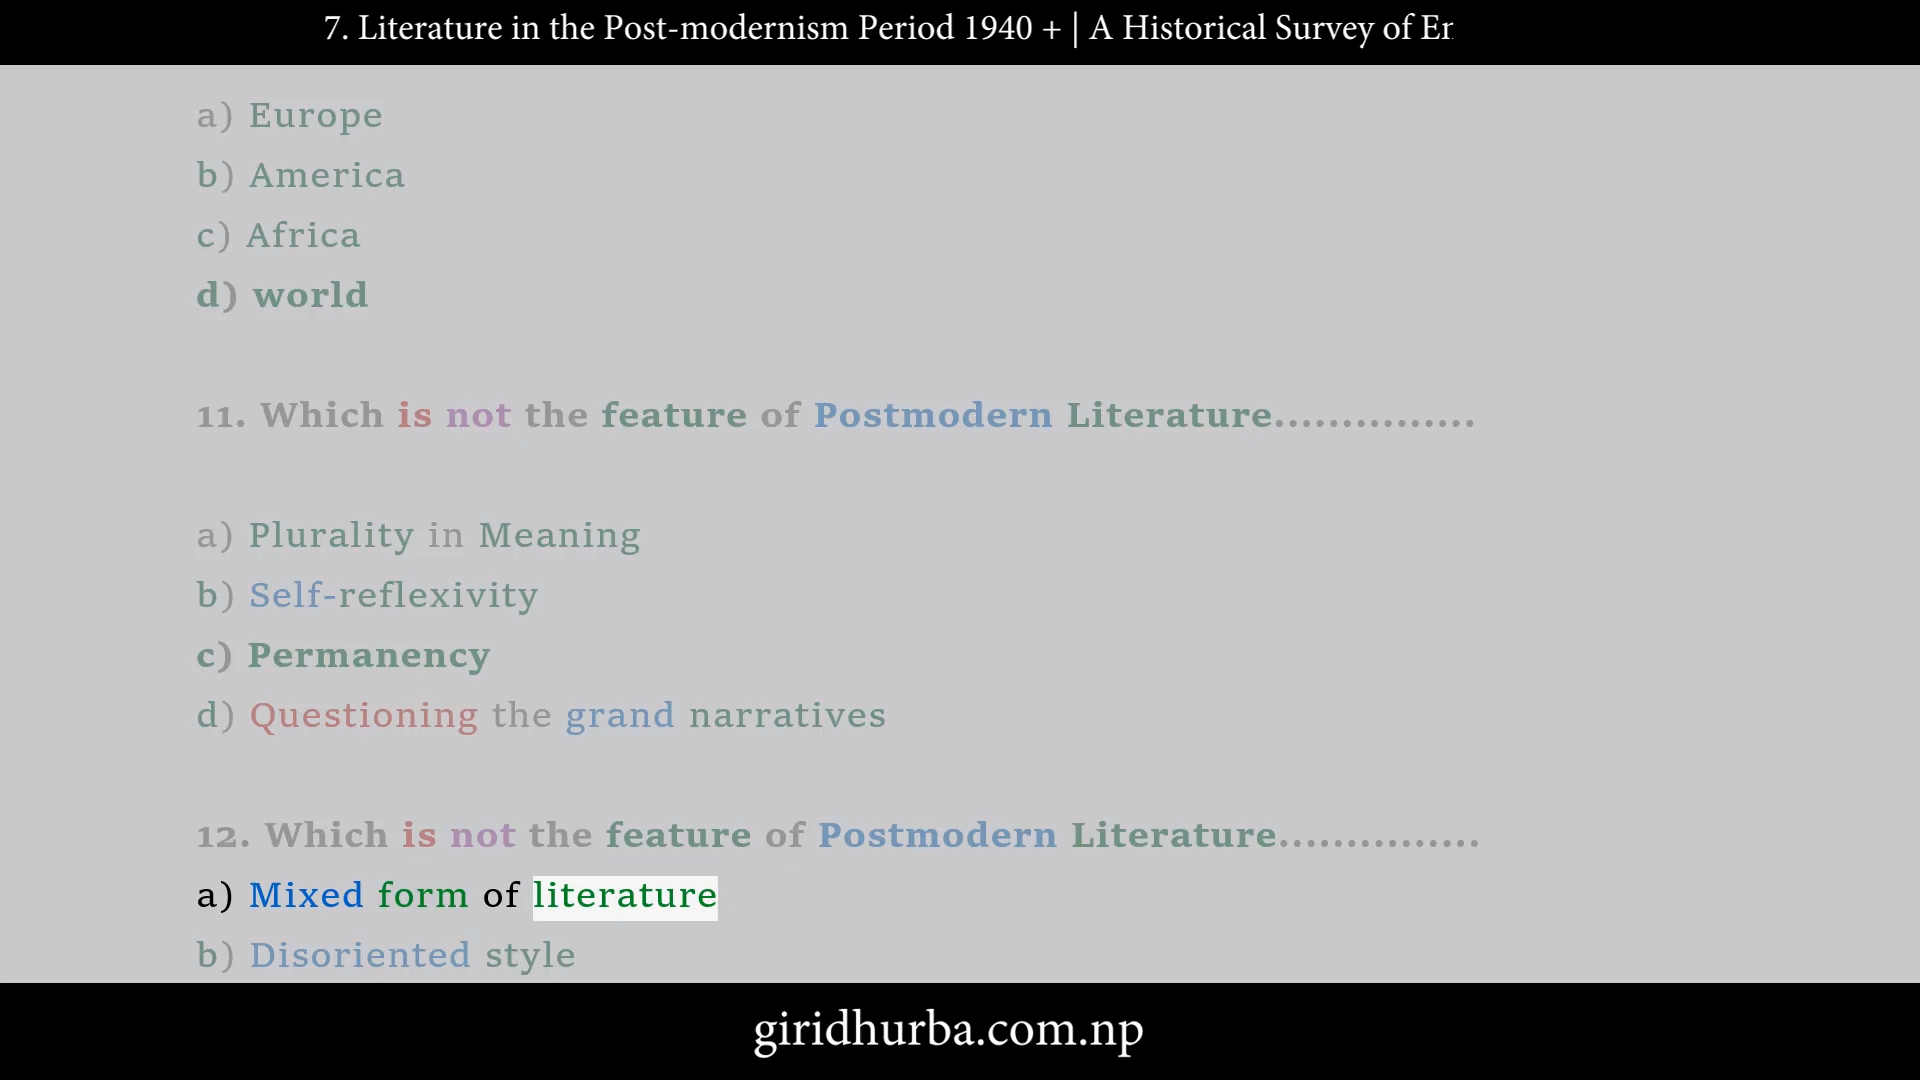 7. Literature in the Post-modernism Period 1940 + | A Historical Survey of En
a) Europe
b) America
c) Africa
d) world
11. Which is not the feature of Postmodern Literature...............
a) Plurality in Meaning
b) Self-reflexivity
c) Permanency
d) Questioning the grand narratives
12. Which is not the feature of Postmodern Literature...............
a) Mixed form of literature
b) Disoriented style
giridhurba.com.np